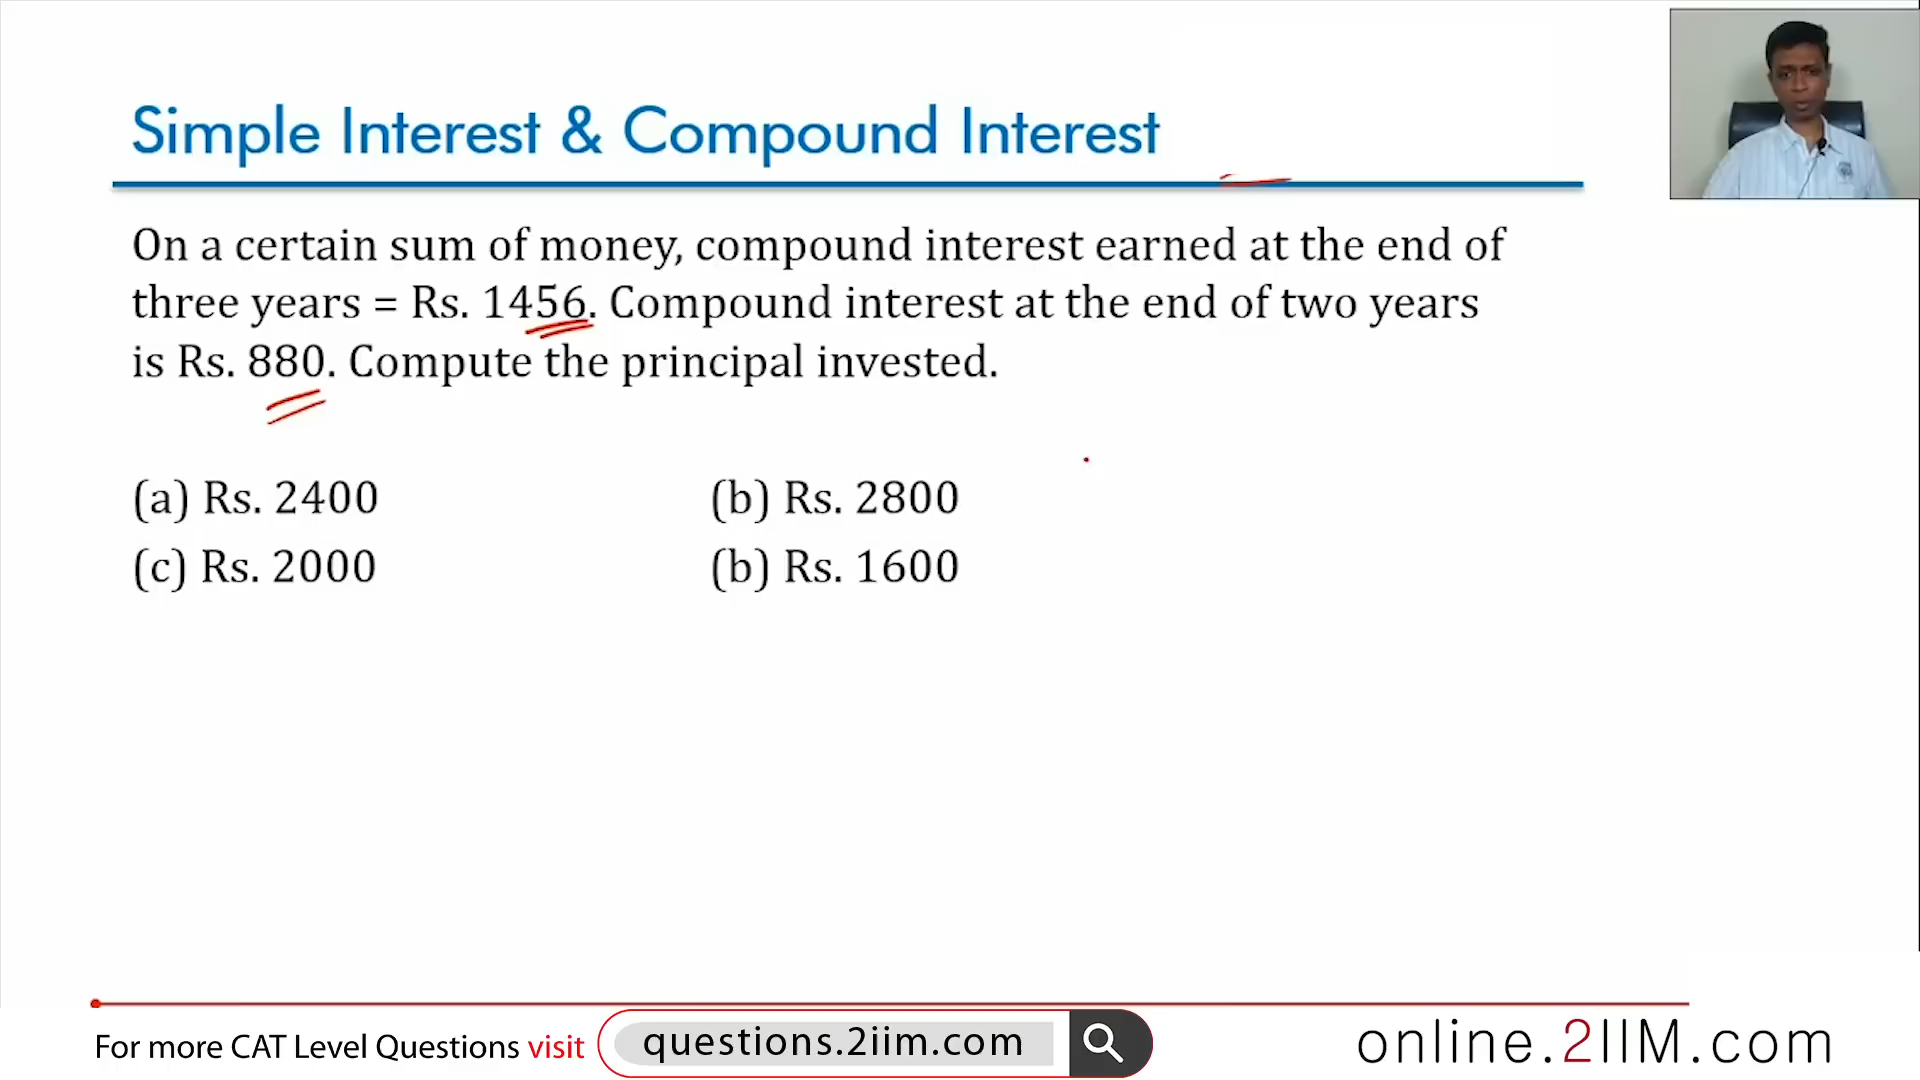 Simple Interest & Compound Interest
On a certain sum of money, compound interest earned at the end of
three years = Rs. 1456. Compound interest at the end of two years
is Rs. 880. Compute the principal invested.
(a) Rs. 2400 (b) Rs. 2800
(c) Rs. 2000 (b) Rs. 1600
For more CAT Level Questions visit questions.2iim.com online.2IIM.com